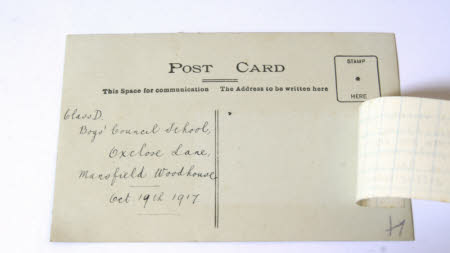 POST CARD
This Space for communication The Address to be written here
STAMP
HERE
Class D.
Boys' Council School,
Oxclose Lane,
Mansfield Woodhouse
Oct 19th 1917